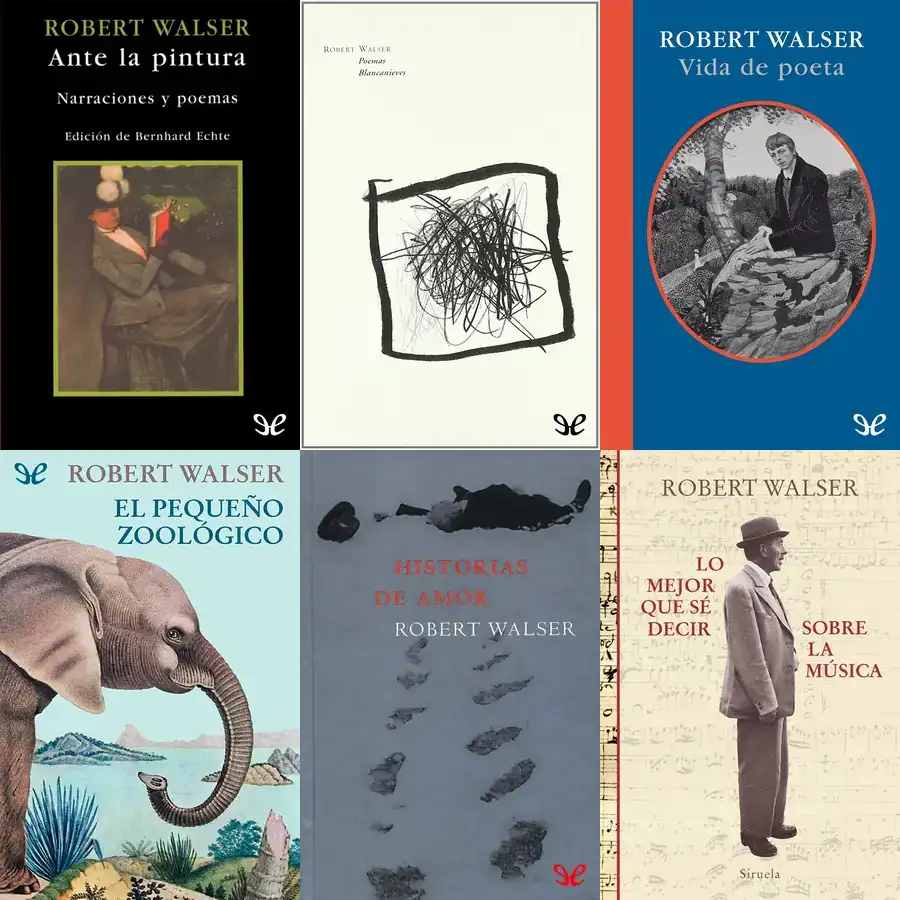 ROBERT WALSER
Ante la pintura
Narraciones y poemas
Edición de Bernhard Echte
ROBERT WALSER
Poemas
Blancanieves
ROBERT WALSER
Vida de poeta
ROBERT WALSER
EL PEQUEÑO
ZOOLÓGICO
HISTORIAS
DE AMOR
ROBERT WALSER
ROBERT WALSER
LO
MEJOR
QUE SÉ
DECIR
SOBRE
LA
MÚSICA
Siruela